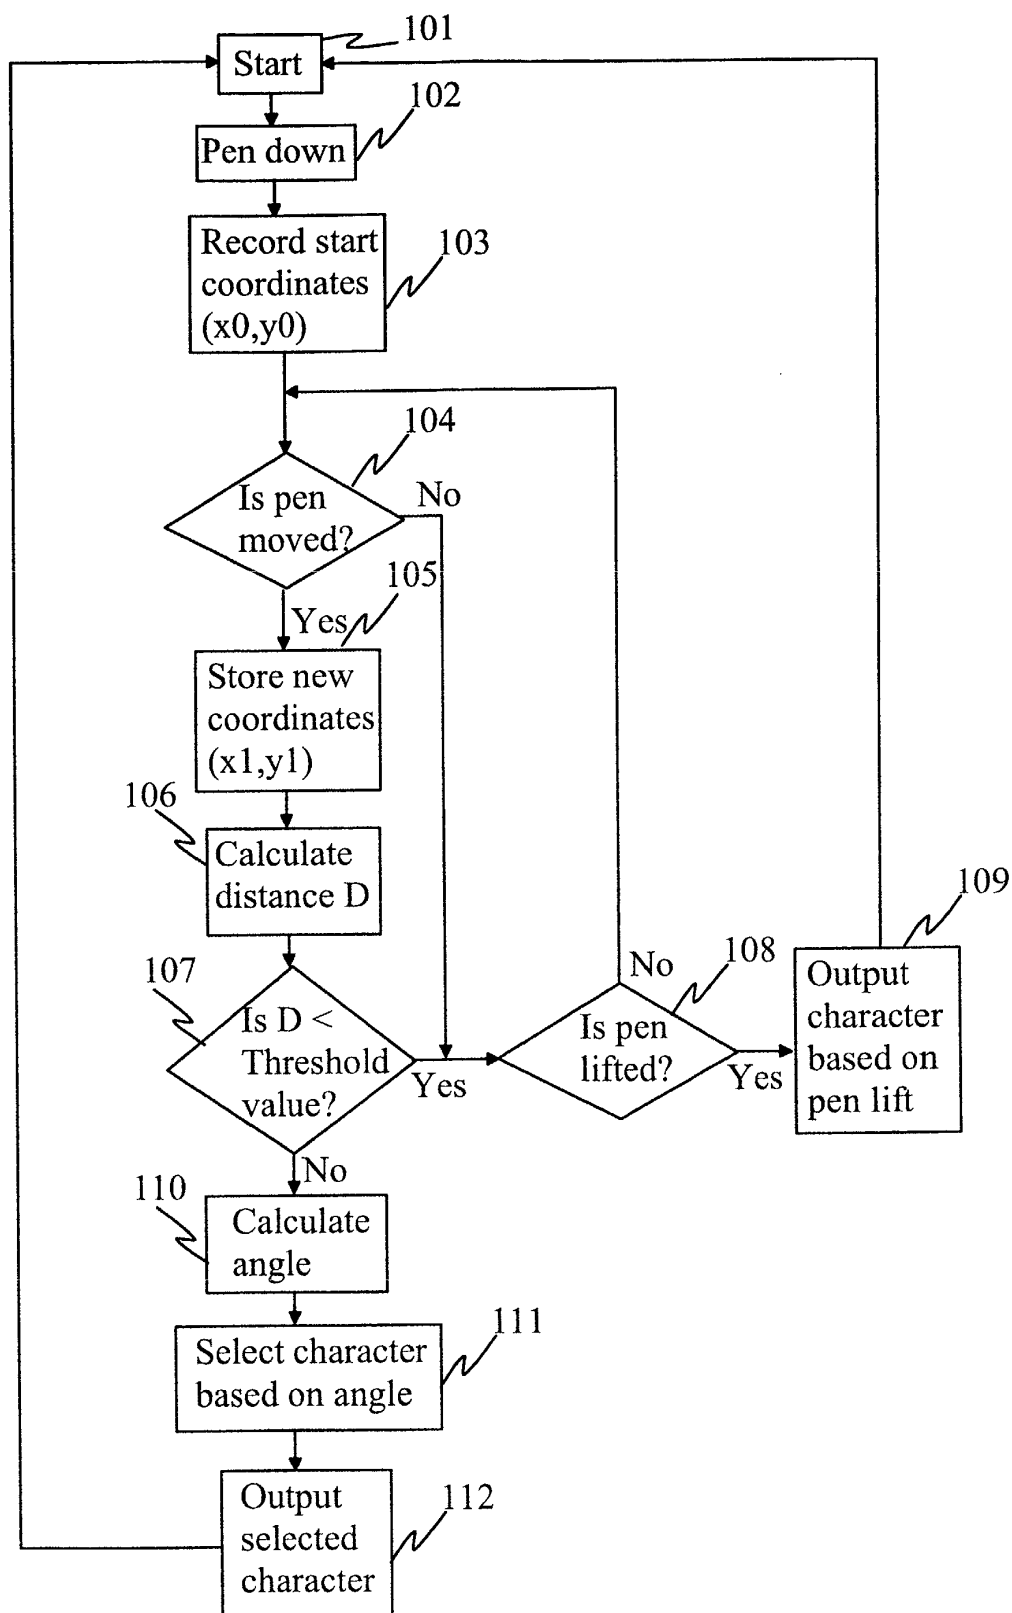 101
Start
102
Pen down
Record start
coordinates
(x0,y0)
103
104
Is pen
moved?
No
105
Yes
Store new
coordinates
(x1,y1)
106
Calculate
distance D
107
Is D <
Threshold
value?
Yes
No
108
Is pen
lifted?
No
Yes
109
Output
character
based on
pen lift
110
Calculate
angle
111
Select character
based on angle
Output
selected
character
112